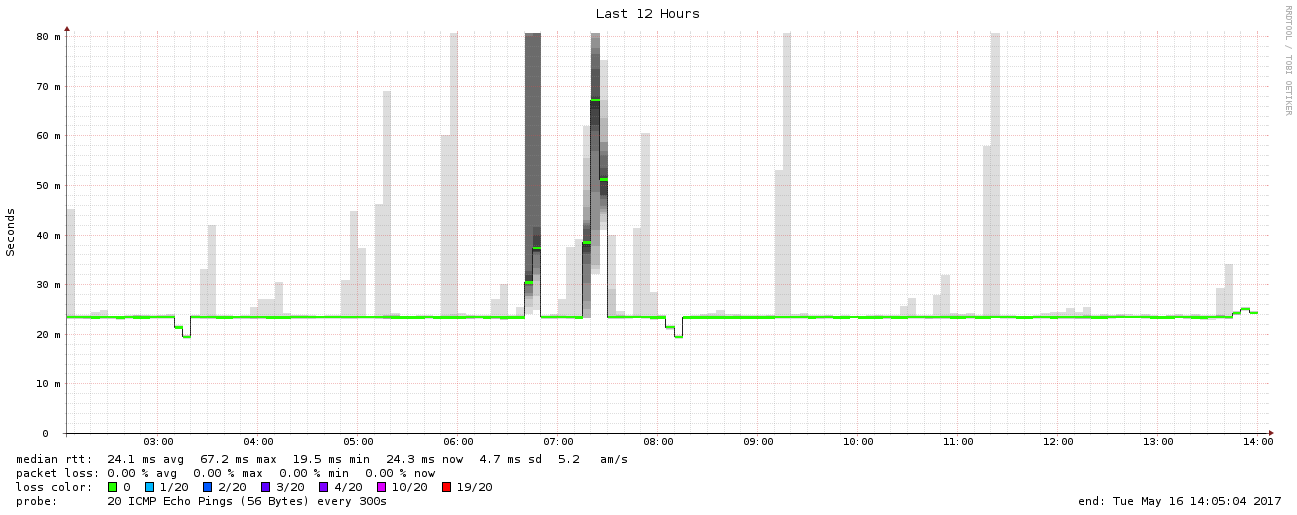 Last 12 Hours
RRDTOOL / TOBI OETIKER
Seconds
80 m
70 m
60 m
50 m
40 m
30 m
20 m
10 m
0
03:00 04:00 05:00 06:00 07:00 08:00 09:00 10:00 11:00 12:00 13:00 14:00
median rtt: 24.1 ms avg 67.2 ms max 19.5 ms min 24.3 ms now 4.7 ms sd 5.2 am/s
packet loss: 0.00 % avg 0.00 % max 0.00 % min 0.00 % now
loss color: 0 1/20 2/20 3/20 4/20 10/20 19/20
probe: 20 ICMP Echo Pings (56 Bytes) every 300s end: Tue May 16 14:05:04 2017